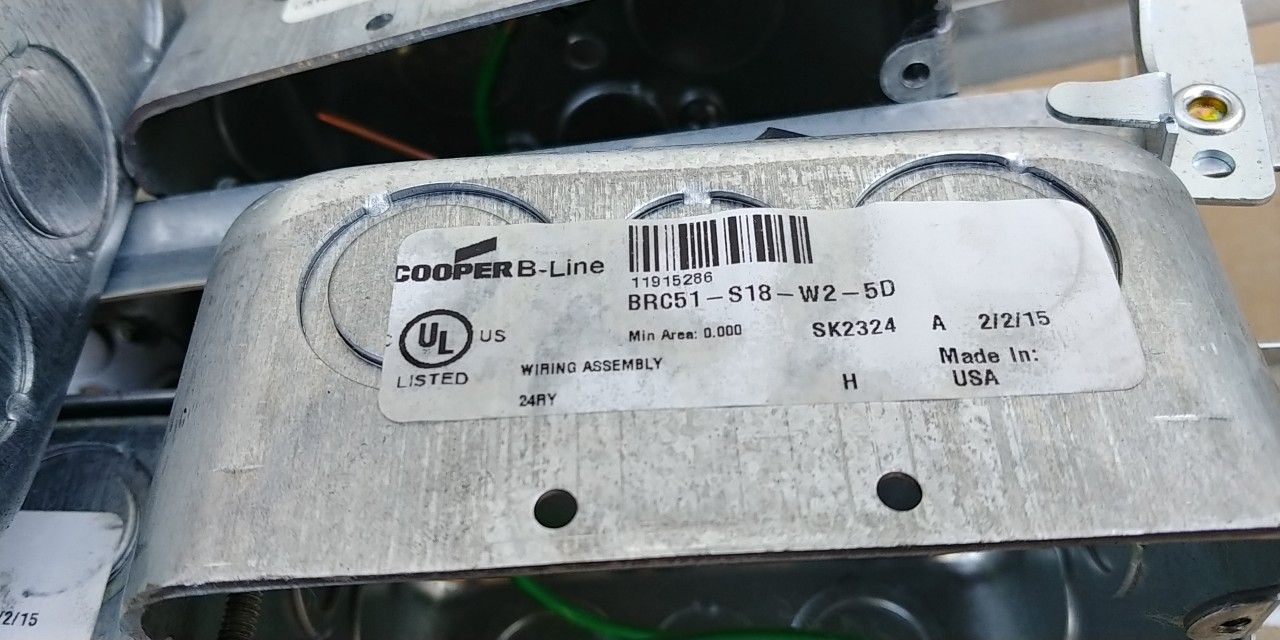 COOPER B-Line
11915286
BRC51-S18-W2-5D
UL US
LISTED
Min Area: 0.000 SK2324 A 2/2/15
WIRING ASSEMBLY
Made In:
24RY H USA
/2/15